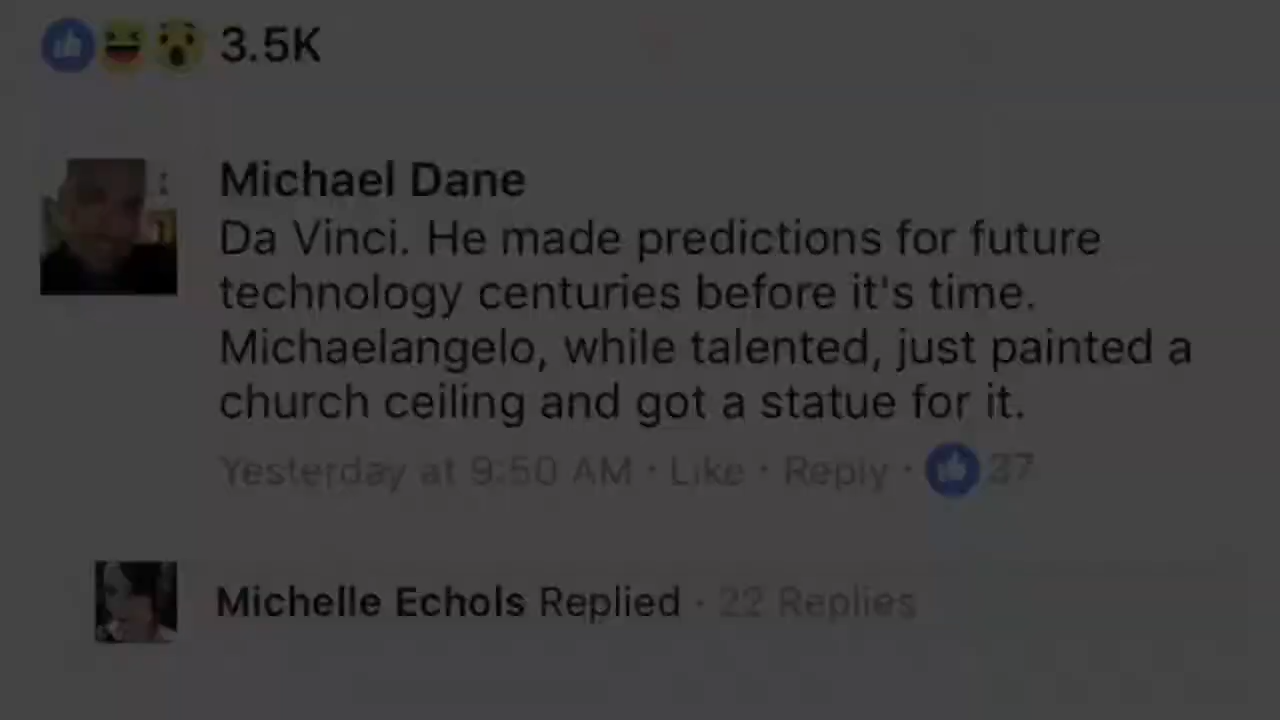 3.5K
Michael Dane
Da Vinci. He made predictions for future
technology centuries before it's time.
Michaelangelo, while talented, just painted a
church ceiling and got a statue for it.
Yesterday at 9:50 AM · Like · Reply · 37
Michelle Echols Replied · 22 Replies